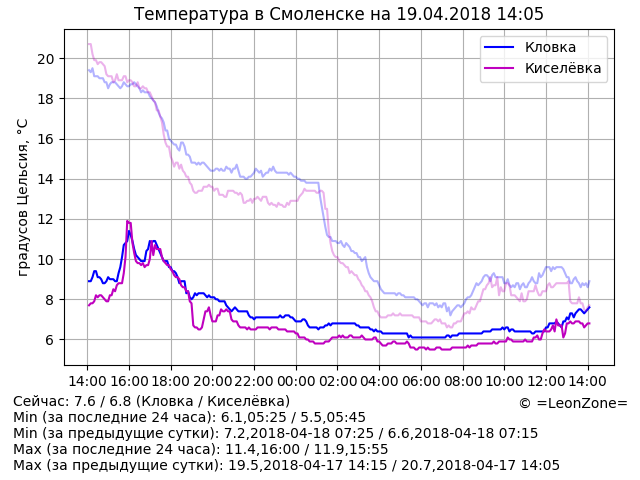 Температура в Смоленске на 19.04.2018 14:05
Кловка
Киселёвка
градусов Цельсия, °C
20
18
16
14
12
10
8
6
14:00 16:00 18:00 20:00 22:00 00:00 02:00 04:00 06:00 08:00 10:00 12:00 14:00
Сейчас: 7.6 / 6.8 (Кловка / Киселёвка)
© =LeonZone=
Min (за последние 24 часа): 6.1,05:25 / 5.5,05:45
Min (за предыдущие сутки): 7.2,2018-04-18 07:25 / 6.6,2018-04-18 07:15
Max (за последние 24 часа): 11.4,16:00 / 11.9,15:55
Max (за предыдущие сутки): 19.5,2018-04-17 14:15 / 20.7,2018-04-17 14:05